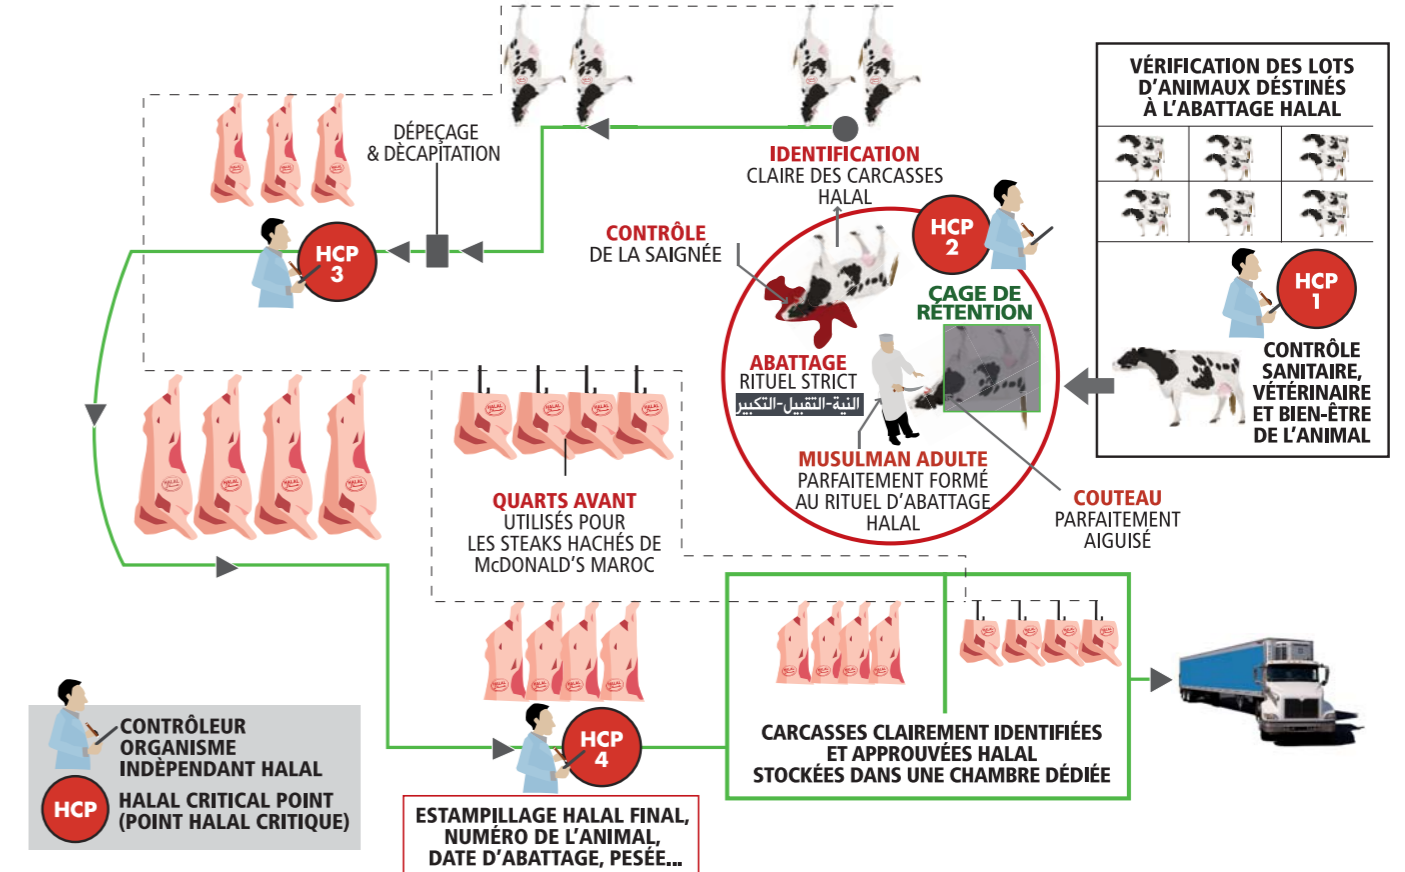 VÉRIFICATION DES LOTS
D'ANIMAUX DÉSTINÉS
À L'ABATTAGE HALAL
HCP
1
CONTRÔLE
SANITAIRE,
VÉTÉRINAIRE
ET BIEN-ÊTRE
DE L'ANIMAL
IDENTIFICATION
CLAIRE DES CARCASSES
HALAL
HCP
2
CONTRÔLE
DE LA SAIGNÉE
ÇAGE DE
RÉTENTION
ABATTAGE
RITUEL STRICT
النية-التقبيل-التكبير
MUSULMAN ADULTE
PARFAITEMENT FORMÉ
AU RITUEL D'ABATTAGE
HALAL
COUTEAU
PARFAITEMENT
AIGUISÉ
DÉPEÇAGE
& DÈCAPITATION
HCP
3
QUARTS AVANT
UTILISÉS POUR
LES STEAKS HACHÉS DE
McDONALD'S MAROC
HCP
4
ESTAMPILLAGE HALAL FINAL,
NUMÉRO DE L'ANIMAL,
DATE D'ABATTAGE, PESÉE...
CARCASSES CLAIREMENT IDENTIFIÉES
ET APPROUVÉES HALAL
STOCKÉES DANS UNE CHAMBRE DÉDIÉE
CONTRÔLEUR
ORGANISME
INDÈPENDANT HALAL
HCP
HALAL CRITICAL POINT
(POINT HALAL CRITIQUE)